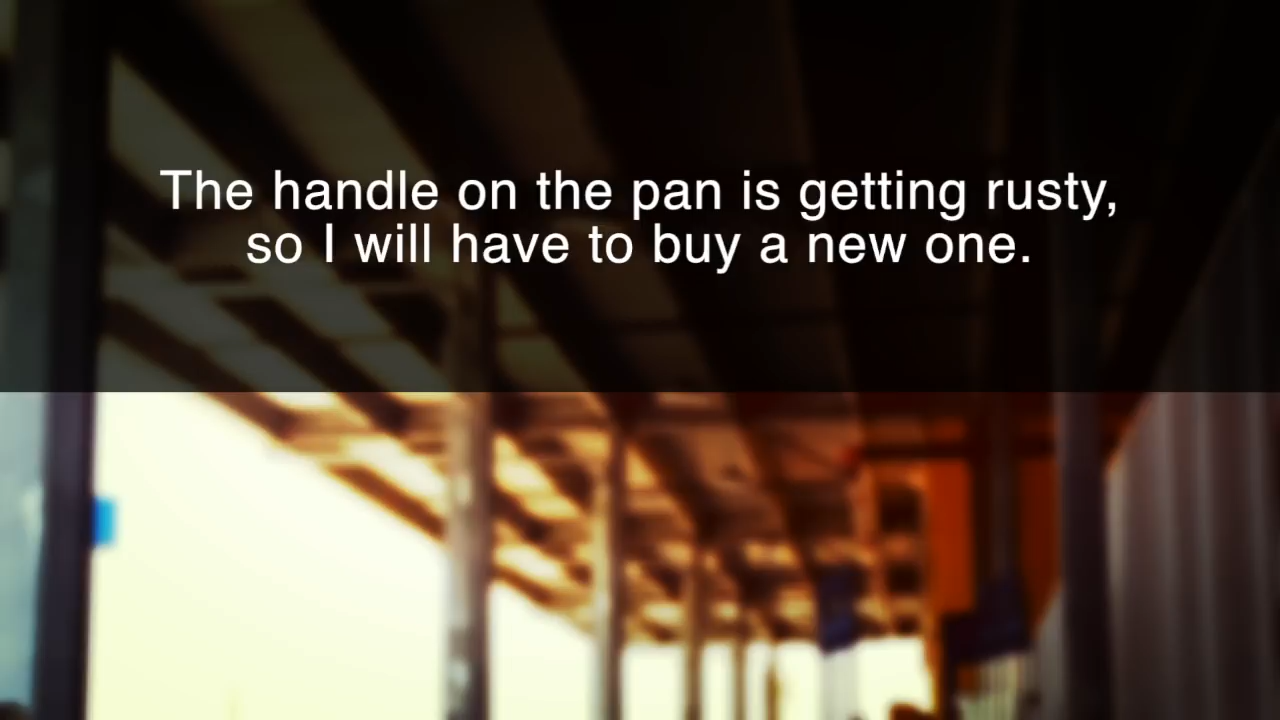 The handle on the pan is getting rusty,
so I will have to buy a new one.